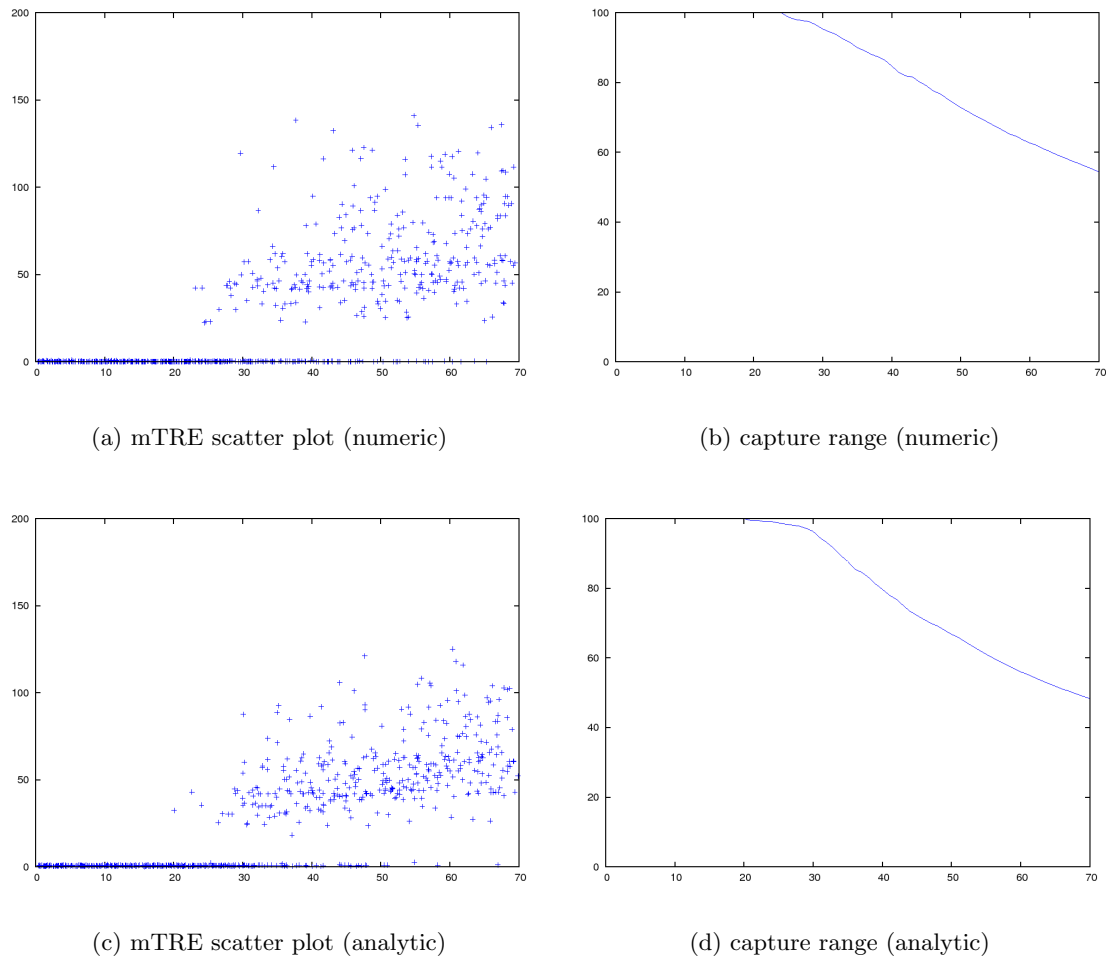 200
150
100
50
0
0 10 20 30 40 50 60 70
100
80
60
40
20
0
0 10 20 30 40 50 60 70
(a) mTRE scatter plot (numeric)
(b) capture range (numeric)
200
150
100
50
0
0 10 20 30 40 50 60 70
100
80
60
40
20
0
0 10 20 30 40 50 60 70
(c) mTRE scatter plot (analytic)
(d) capture range (analytic)